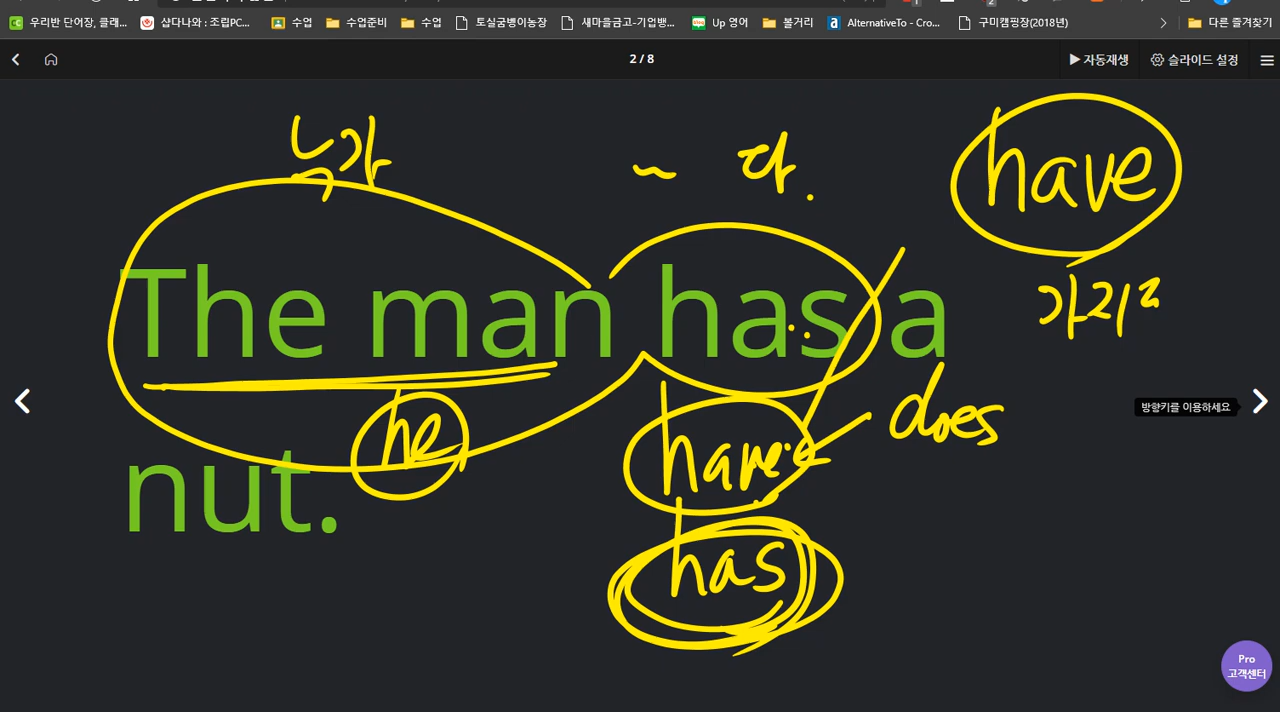 우리반 단어장, 클래... 샵다나와 : 조립PC... 수업 수업준비 수업 토실굼벵이농장 새마을금고-기업뱅... Up 영어 볼거리 AlternativeTo - Cro... 구미캠핑장(2018년) 다른 즐겨찾기
2 / 8 자동재생 슬라이드 설정
누가 ~ 다. have
The man has a
가지고
방향키를 이용하세요
he have does
nut.
has
Pro
고객센터